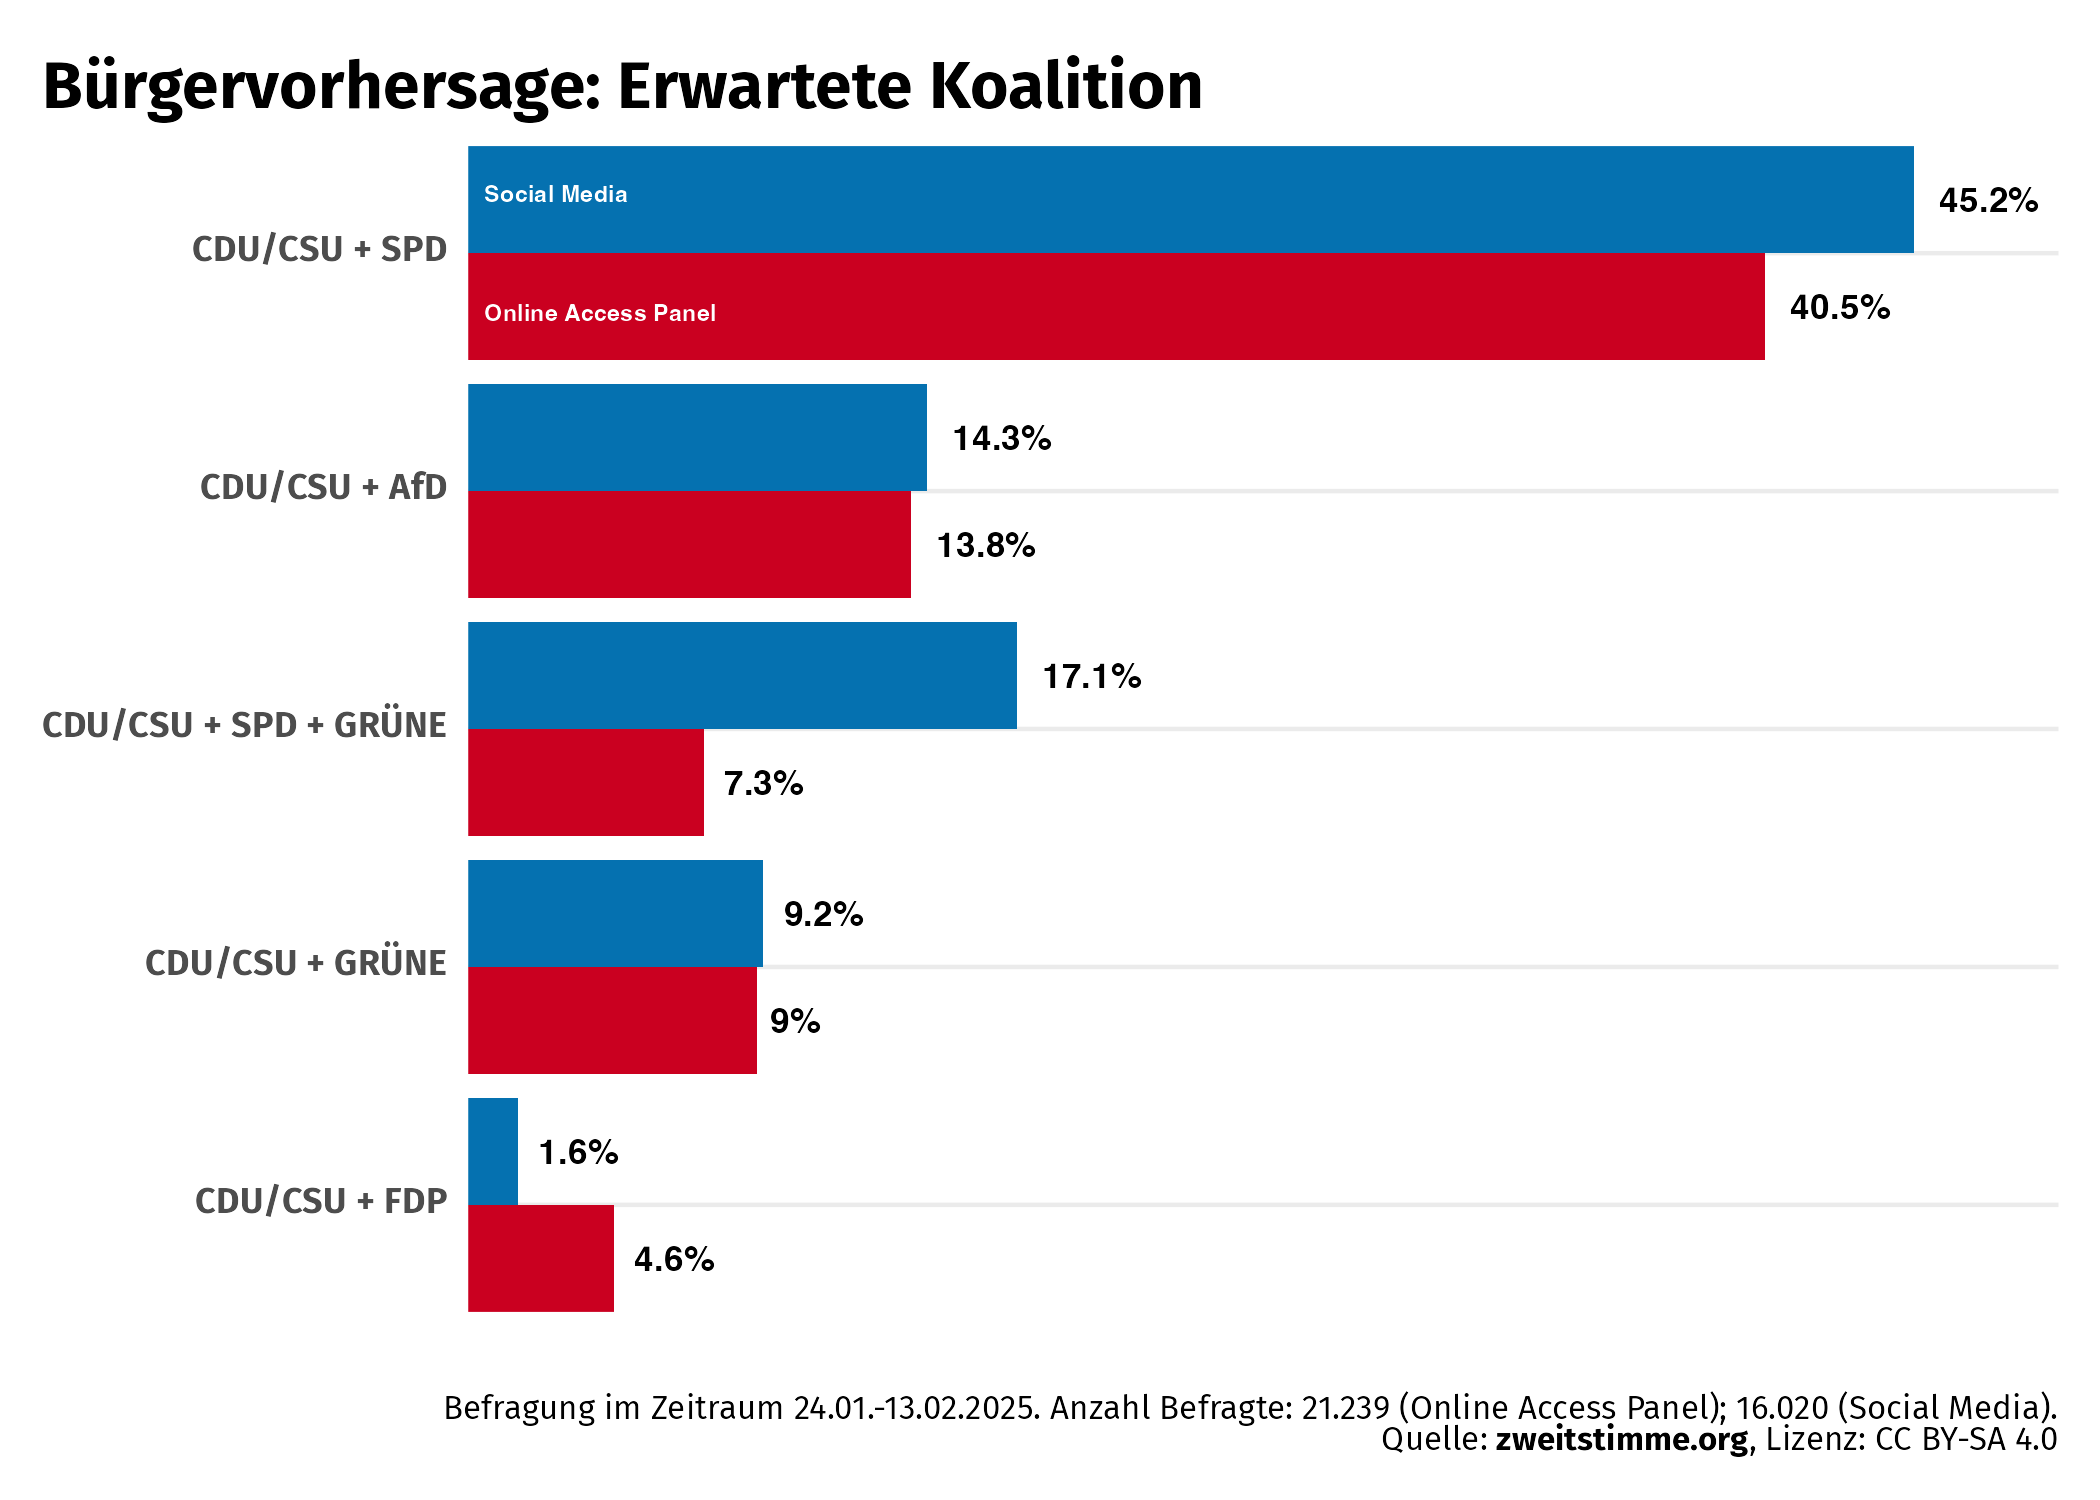 Bürgervorhersage: Erwartete Koalition
Social Media
45.2%
CDU/CSU + SPD
Online Access Panel
40.5%
14.3%
CDU/CSU + AfD
13.8%
17.1%
CDU/CSU + SPD + GRÜNE
7.3%
9.2%
CDU/CSU + GRÜNE
9%
1.6%
CDU/CSU + FDP
4.6%
Befragung im Zeitraum 24.01.-13.02.2025. Anzahl Befragte: 21.239 (Online Access Panel); 16.020 (Social Media).
Quelle: zweitstimme.org, Lizenz: CC BY-SA 4.0